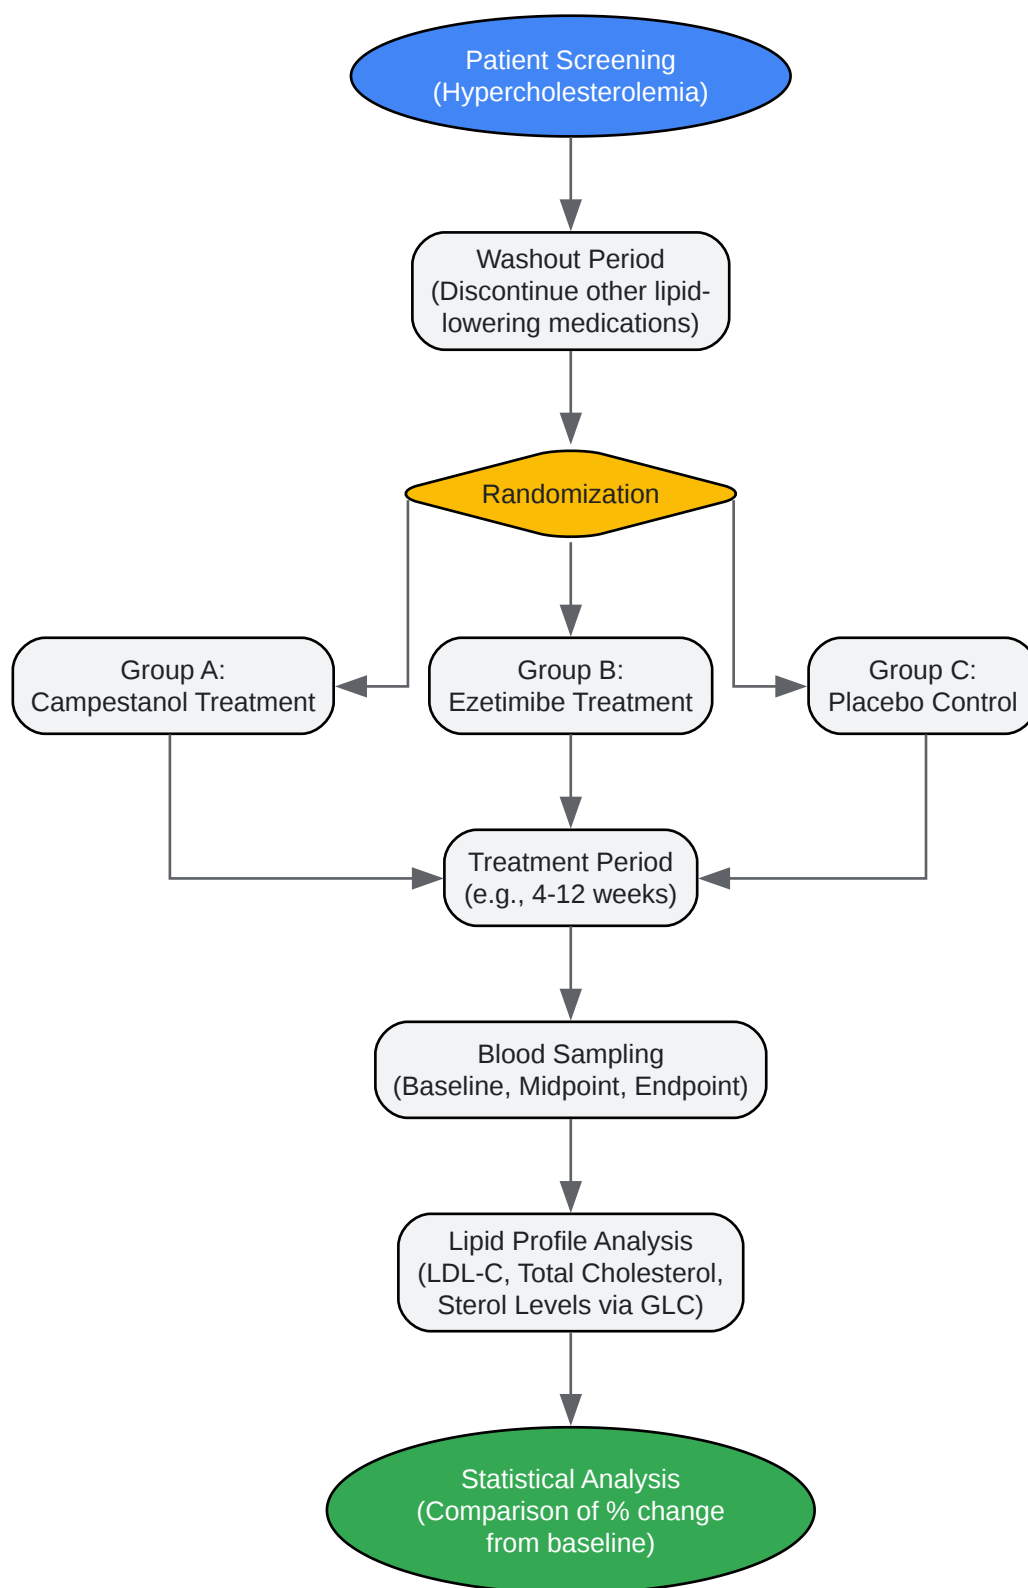 Patient Screening
(Hypercholesterolemia)
Washout Period
(Discontinue other lipid-
lowering medications)
Randomization
Group A:
Campestanol Treatment
Group B:
Ezetimibe Treatment
Group C:
Placebo Control
Treatment Period
(e.g., 4-12 weeks)
Blood Sampling
(Baseline, Midpoint, Endpoint)
Lipid Profile Analysis
(LDL-C, Total Cholesterol,
Sterol Levels via GLC)
Statistical Analysis
(Comparison of % change
from baseline)